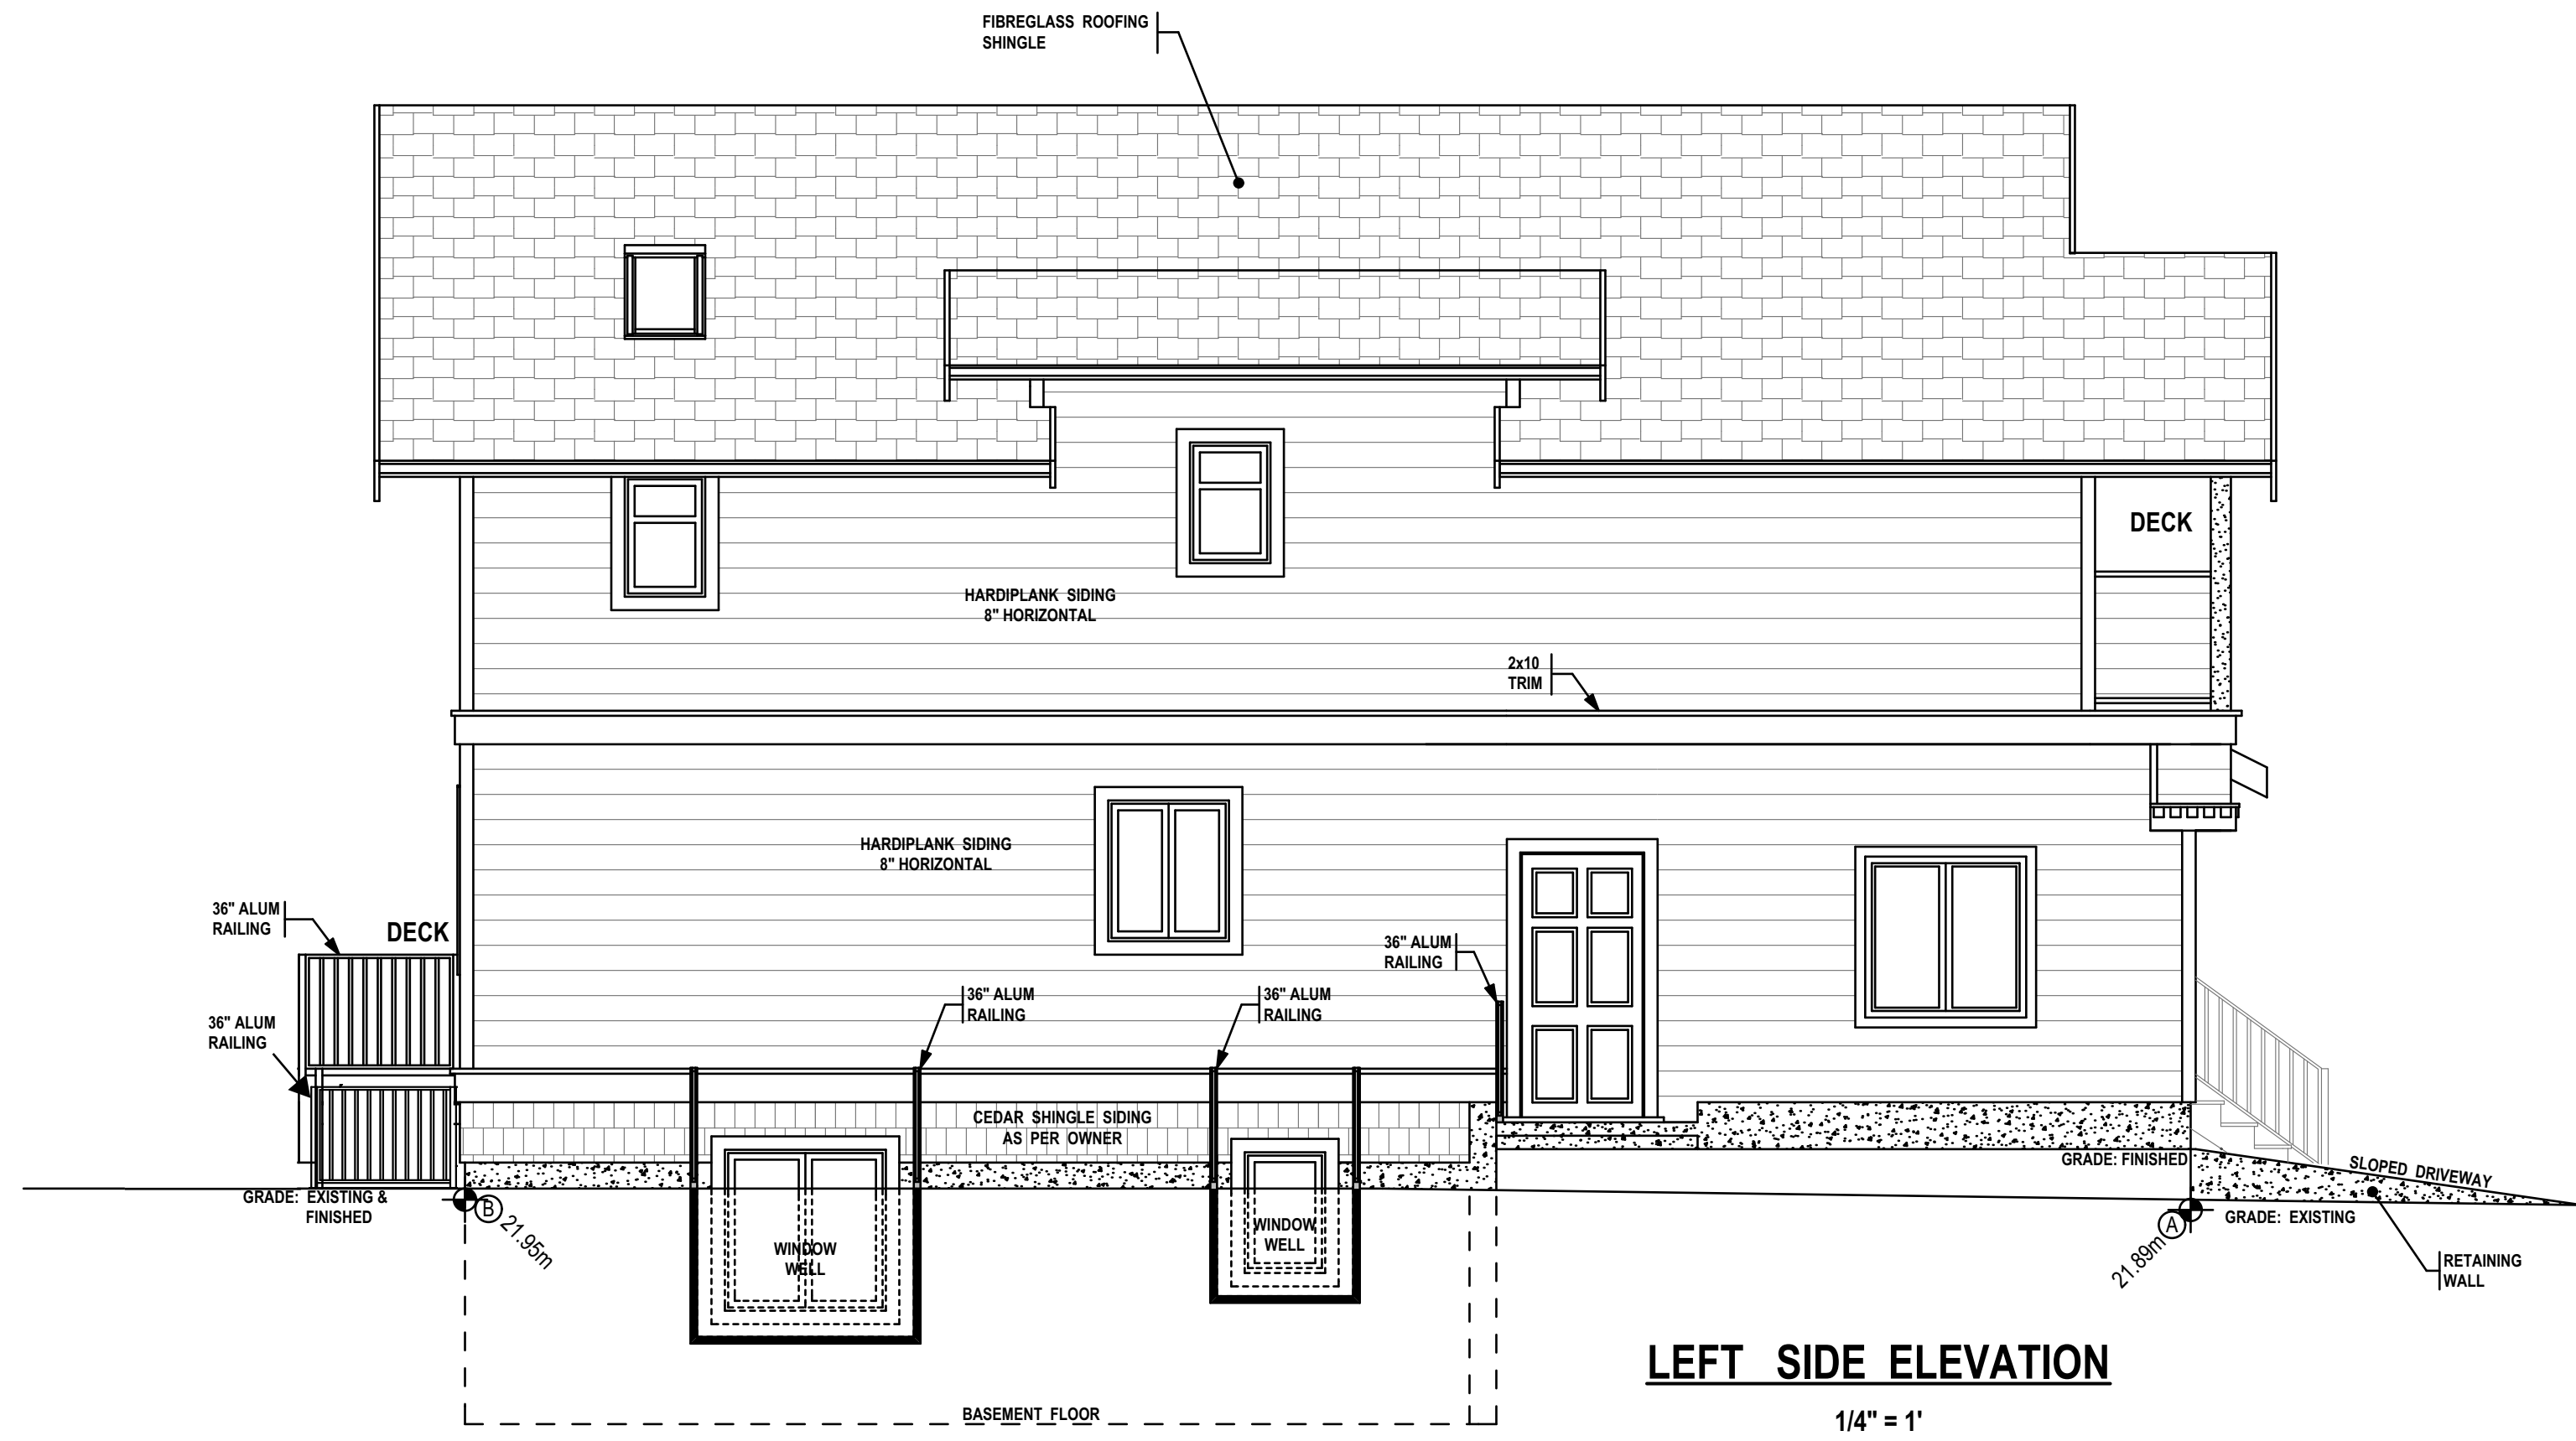 FIBREGLASS ROOFING
SHINGLE
DECK
HARDIPLANK SIDING
8" HORIZONTAL
2x10
TRIM
HARDIPLANK SIDING
8" HORIZONTAL
36" ALUM
RAILING
DECK
36" ALUM
RAILING
36" ALUM
RAILING
36" ALUM
RAILING
36" ALUM
RAILING
CEDAR SHINGLE SIDING
AS PER OWNER
GRADE: FINISHED
SLOPED DRIVEWAY
GRADE: EXISTING &
FINISHED
B 21.95m
WINDOW
WELL
WINDOW
WELL
21.89m A
GRADE: EXISTING
RETAINING
WALL
LEFT SIDE ELEVATION
BASEMENT FLOOR
1/4" = 1'